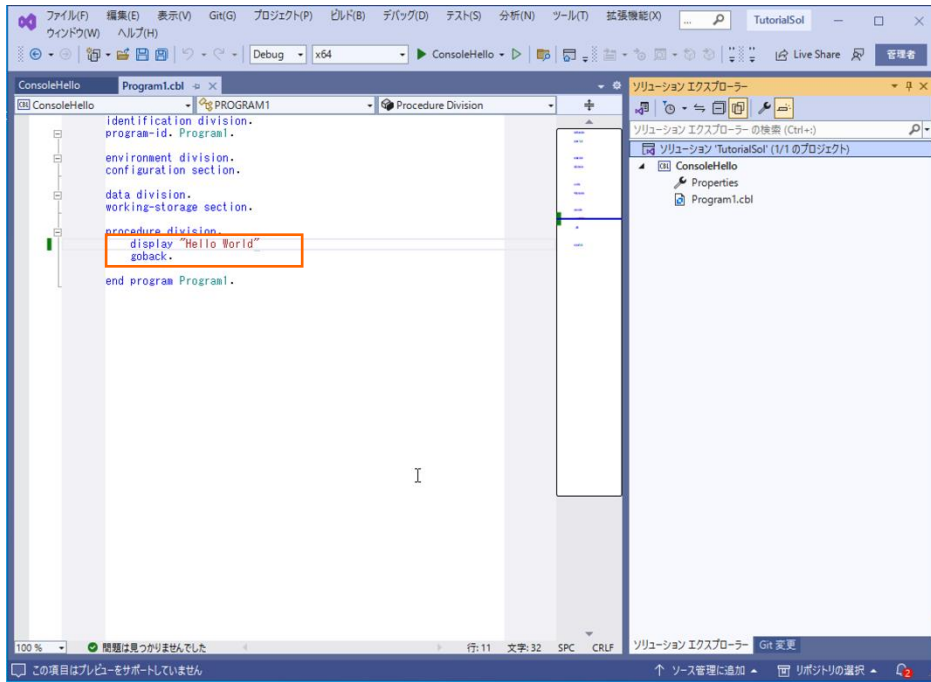 ファイル(F) 編集(E) 表示(V) Git(G) プロジェクト(P) ビルド(B) デバッグ(D) テスト(S) 分析(N) ツール(T) 拡張機能(X) ... TutorialSol
ウィンドウ(W) ヘルプ(H)
Debug x64 ConsoleHello Live Share 管理者
ConsoleHello Program1.cbl
ConsoleHello PROGRAM1 Procedure Division
identification division.
program-id. Program1.
environment division.
configuration section.
data division.
working-storage section.
procedure division.
display "Hello World"
goback.
end program Program1.
100 % 問題は見つかりませんでした 行: 11 文字: 32 SPC CRLF
ソリューション エクスプローラー
ソリューション エクスプローラー の検索 (Ctrl+:)
ソリューション 'TutorialSol' (1/1 のプロジェクト)
CBL ConsoleHello
Properties
Program1.cbl
ソリューション エクスプローラー Git 変更
この項目はプレビューをサポートしていません ソース管理に追加 リポジトリの選択 2